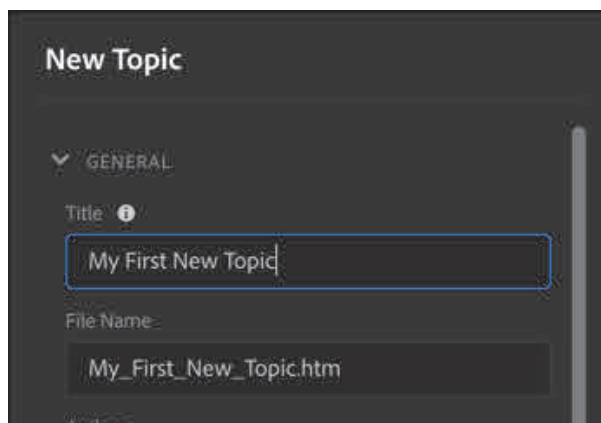 New Topic
GENERAL
Title
My First New Topic
File Name
My_First_New_Topic.htm